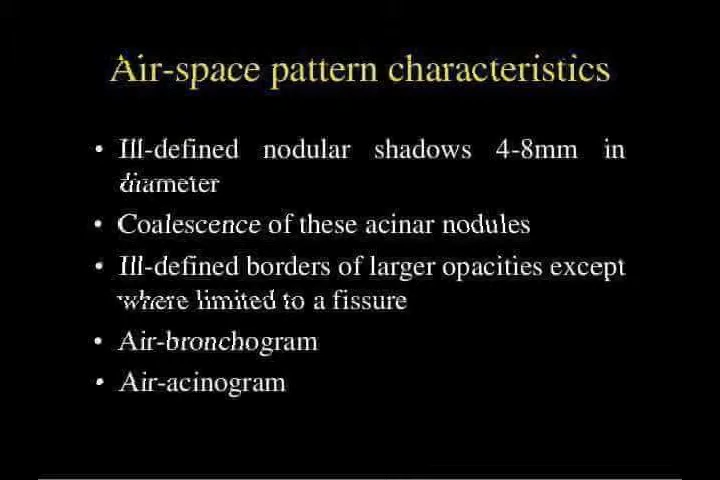 Air-space pattern characteristics
• Ill-defined nodular shadows 4-8mm in
diameter
• Coalescence of these acinar nodules
• Ill-defined borders of larger opacities except
where limited to a fissure
• Air-bronchogram
• Air-acinogram